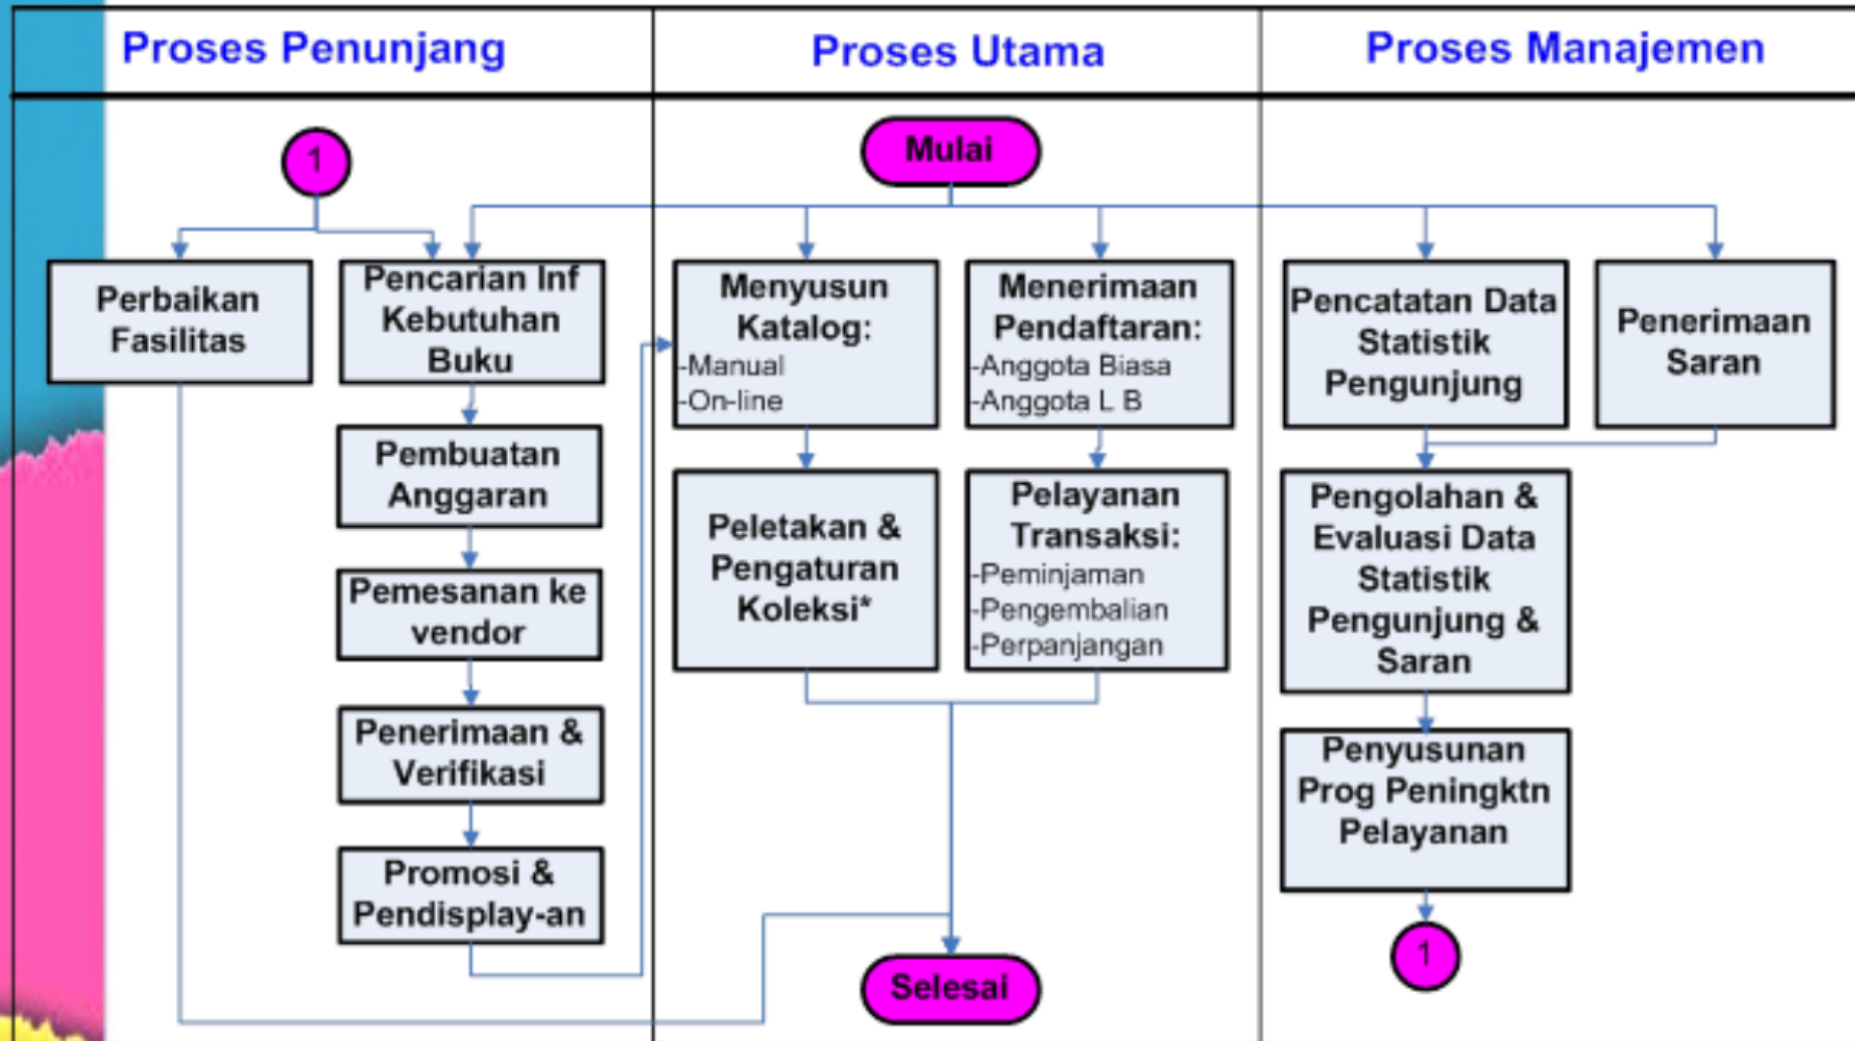 Proses Penunjang
Proses Utama
Proses Manajemen
1
Mulai
Perbaikan
Fasilitas
Pencarian Inf
Kebutuhan
Buku
Menyusun
Katalog:
-Manual
-On-line
Menerimaan
Pendaftaran:
-Anggota Biasa
-Anggota L B
Pencatatan Data
Statistik
Pengunjung
Penerimaan
Saran
Pembuatan
Anggaran
Peletakan &
Pengaturan
Koleksi*
Pelayanan
Transaksi:
-Peminjaman
-Pengembalian
-Perpanjangan
Pengolahan &
Evaluasi Data
Statistik
Pengunjung &
Saran
Pemesanan ke
vendor
Penerimaan &
Verifikasi
Penyusunan
Prog Peningktn
Pelayanan
Promosi &
Pendisplay-an
Selesai
1